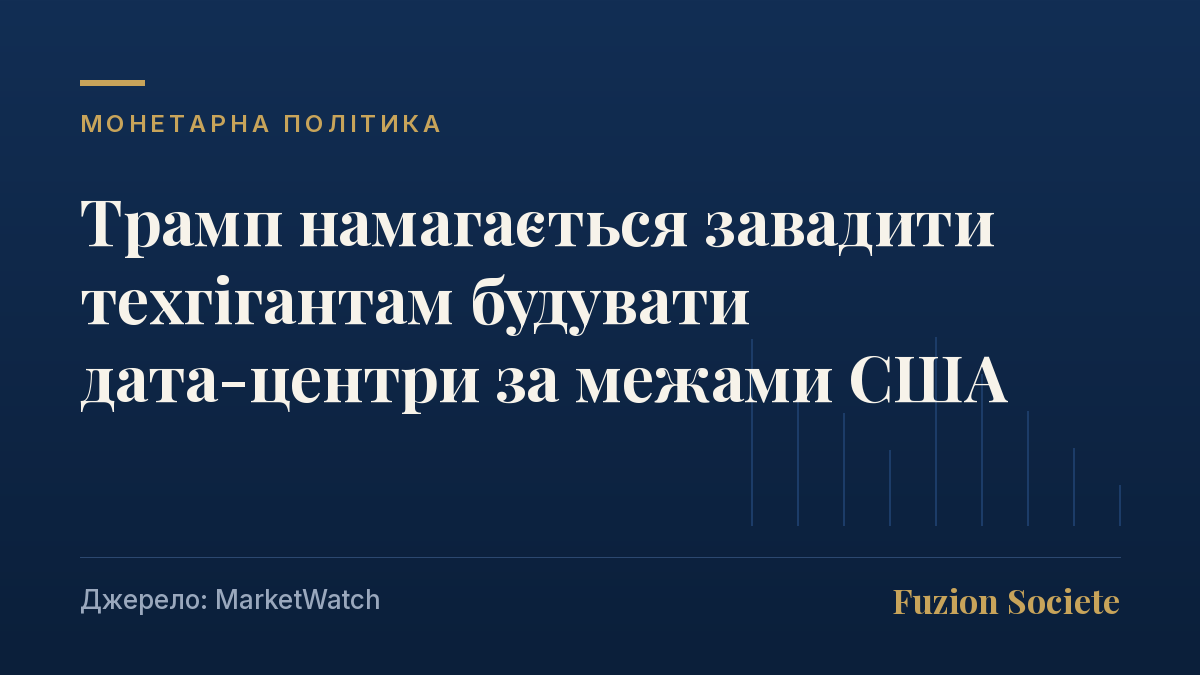 МОНЕТАРНА ПОЛІТИКА
Трамп намагається завадити
техгігантам будувати
дата-центри за межами США
Джерело: MarketWatch
Fuzion Societe